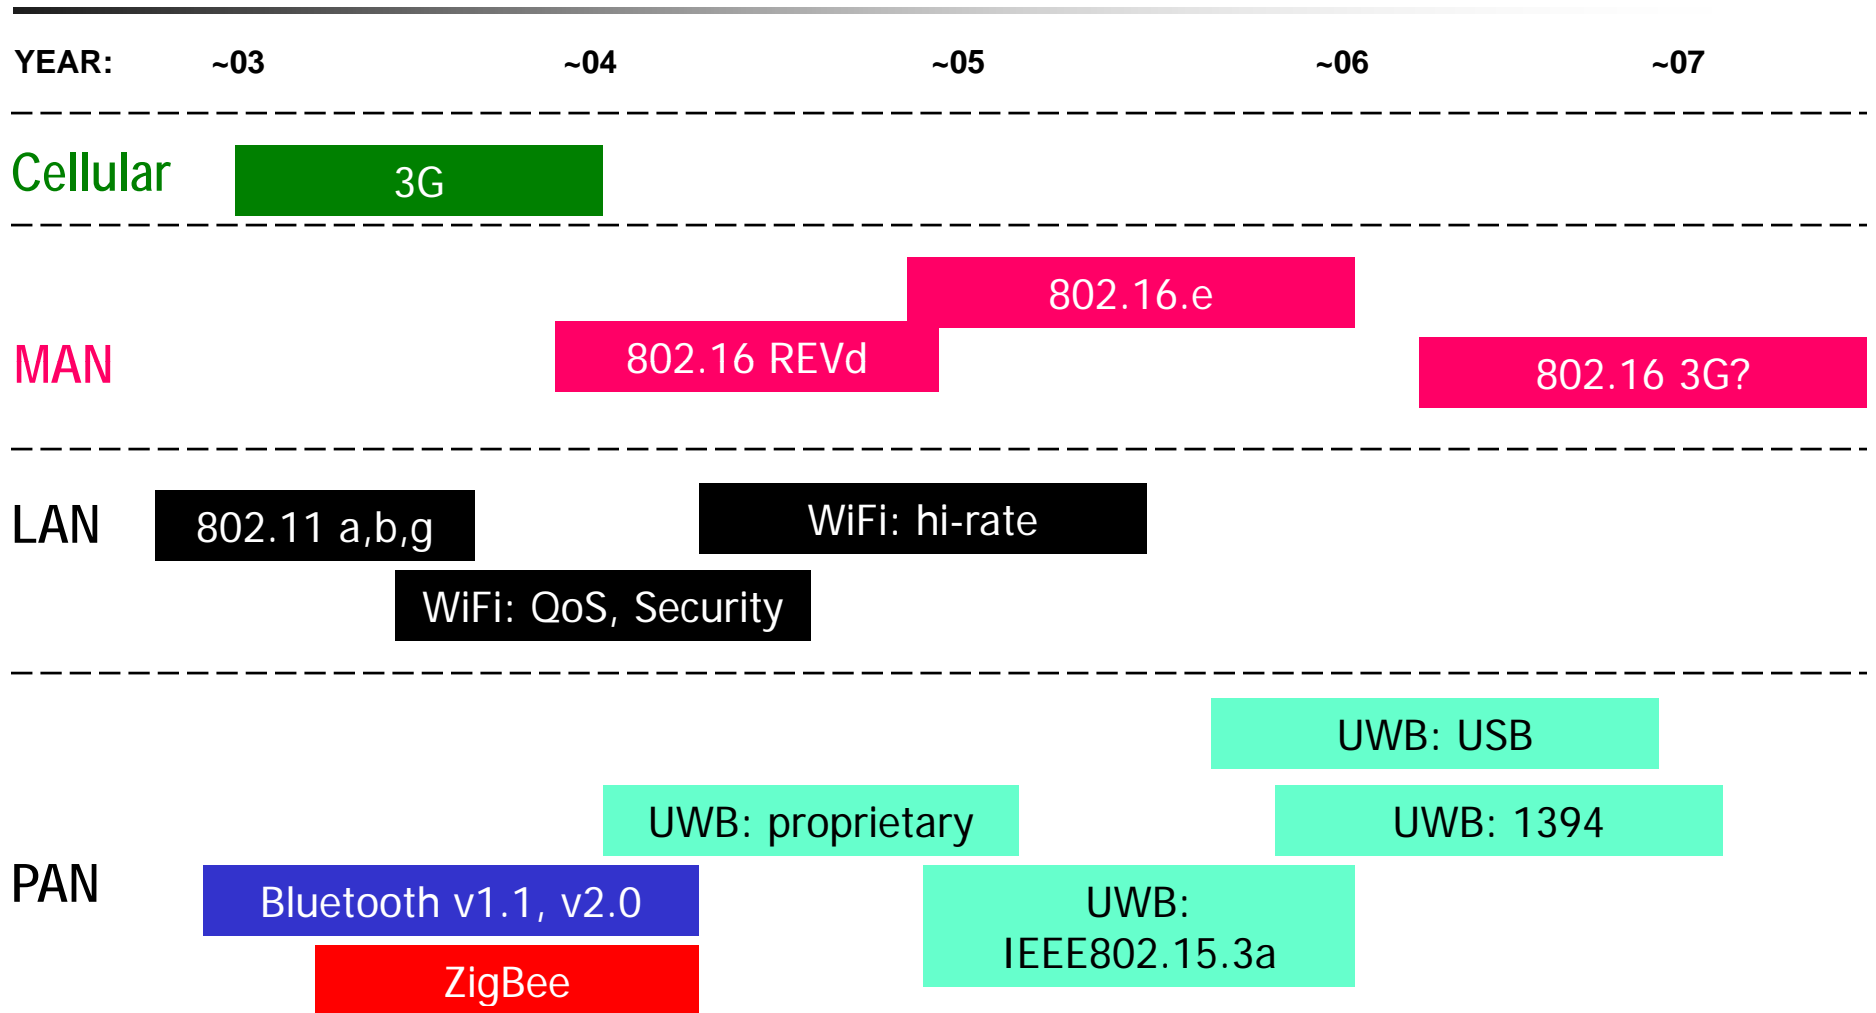 YEAR: ~03 ~04 ~05 ~06 ~07
Cellular
3G
MAN
802.16.e
802.16 REVd
802.16 3G?
LAN
802.11 a,b,g
WiFi: hi-rate
WiFi: QoS, Security
PAN
UWB: USB
UWB: proprietary
UWB: 1394
Bluetooth v1.1, v2.0
UWB:
IEEE802.15.3a
ZigBee